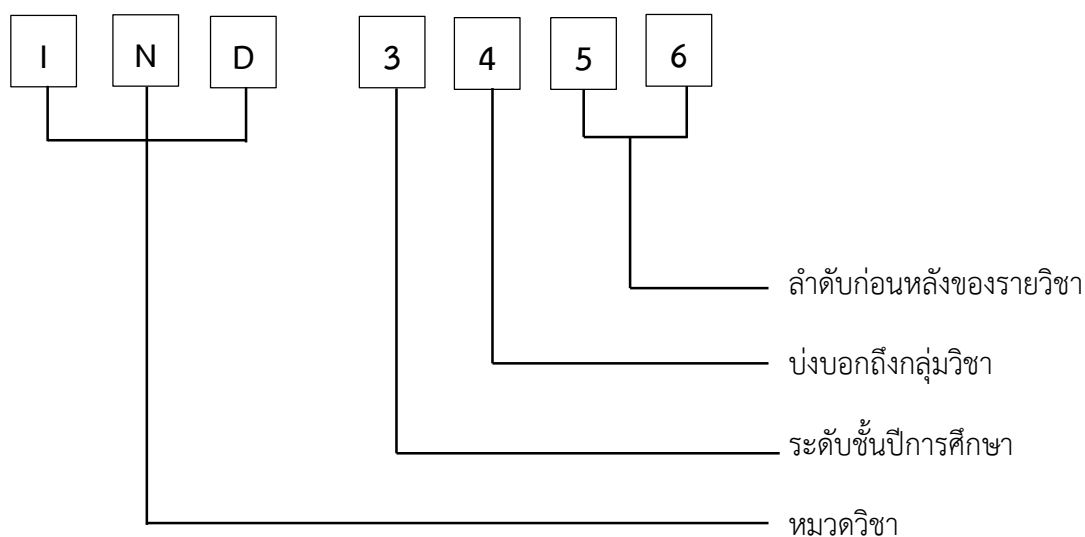 I N D 3 4 5 6
ลำดับก่อนหลังของรายวิชา
บ่งบอกถึงกลุ่มวิชา
ระดับชั้นปีการศึกษา
หมวดวิชา